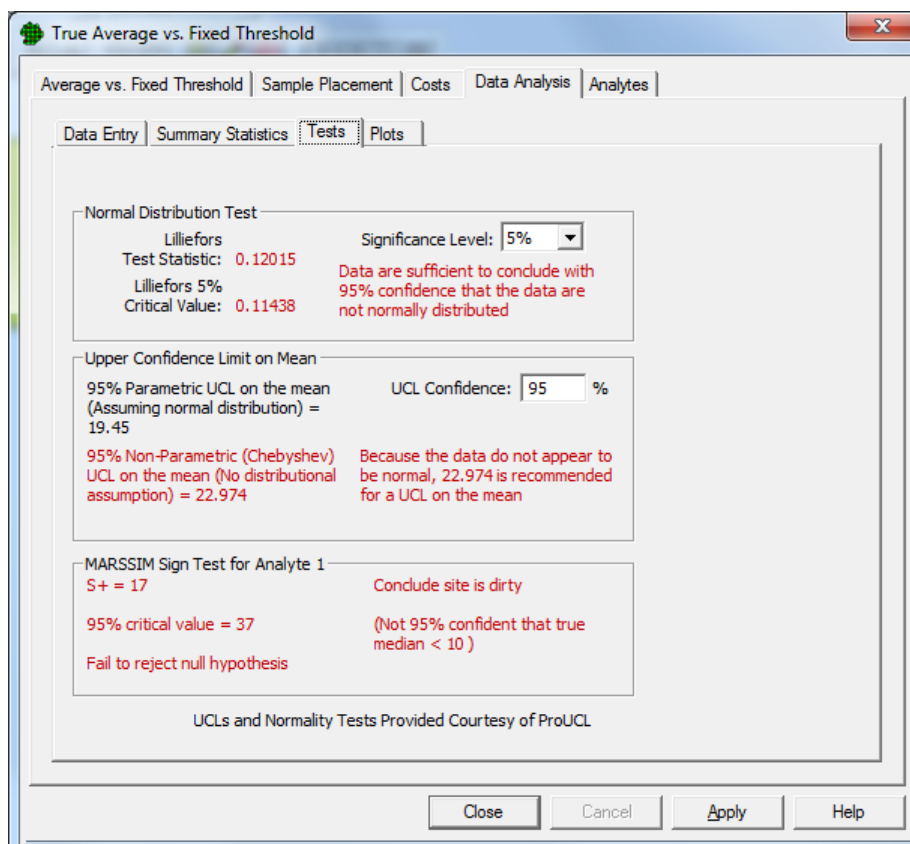 True Average vs. Fixed Threshold
Average vs. Fixed Threshold Sample Placement Costs Data Analysis Analytes
Data Entry Summary Statistics Tests Plots
Normal Distribution Test
Lilliefors
Test Statistic: 0.12015
Lilliefors 5%
Critical Value: 0.11438
Significance Level: 5%
Data are sufficient to conclude with
95% confidence that the data are
not normally distributed
Upper Confidence Limit on Mean
95% Parametric UCL on the mean
(Assuming normal distribution) =
19.45
UCL Confidence: 95 %
95% Non-Parametric (Chebyshev)
UCL on the mean (No distributional
assumption) = 22.974
Because the data do not appear to
be normal, 22.974 is recommended
for a UCL on the mean
MARSSIM Sign Test for Analyte 1
S+ = 17
Conclude site is dirty
95% critical value = 37
(Not 95% confident that true
median < 10 )
Fail to reject null hypothesis
UCLs and Normality Tests Provided Courtesy of ProUCL
Close Cancel Apply Help